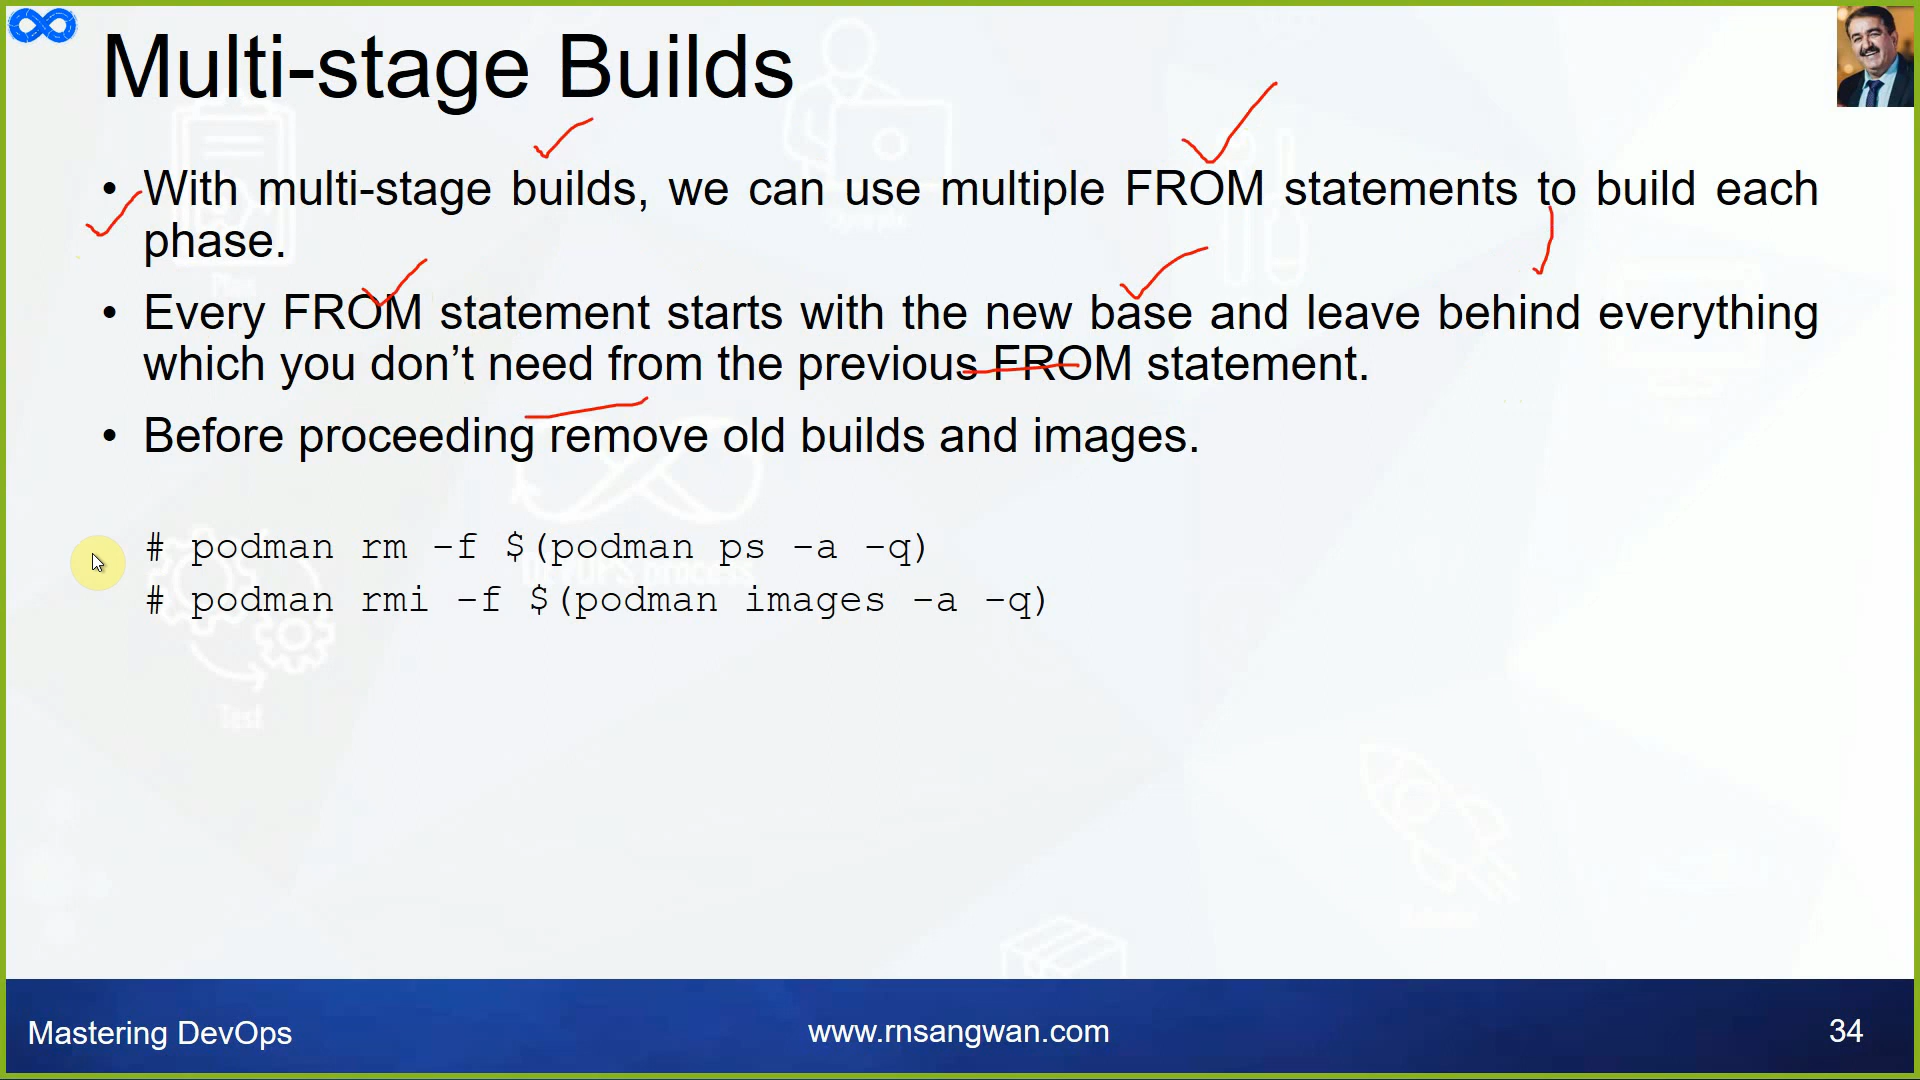 Multi-stage Builds
• With multi-stage builds, we can use multiple FROM statements to build each
phase.
• Every FROM statement starts with the new base and leave behind everything
which you don’t need from the previous FROM statement.
• Before proceeding remove old builds and images.
# podman rm -f $(podman ps -a -q)
# podman rmi -f $(podman images -a -q)
DEVOPS process
Test
Mastering DevOps
www.rnsangwan.com
34